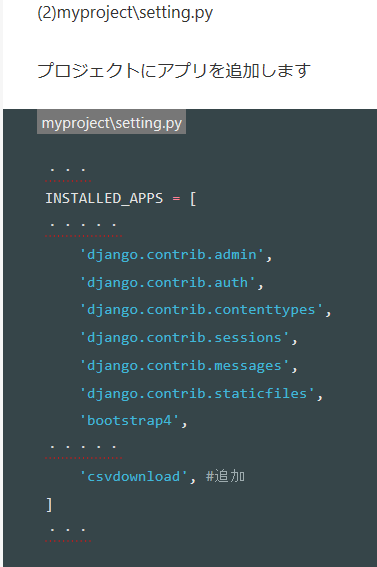 (2)myproject\setting.py
プロジェクトにアプリを追加します
myproject\setting.py
・・・
INSTALLED_APPS = [
・・・・・
'django.contrib.admin',
'django.contrib.auth',
'django.contrib.contenttypes',
'django.contrib.sessions',
'django.contrib.messages',
'django.contrib.staticfiles',
'bootstrap4',
・・・・・
'csvdownload', #追加
]
・・・